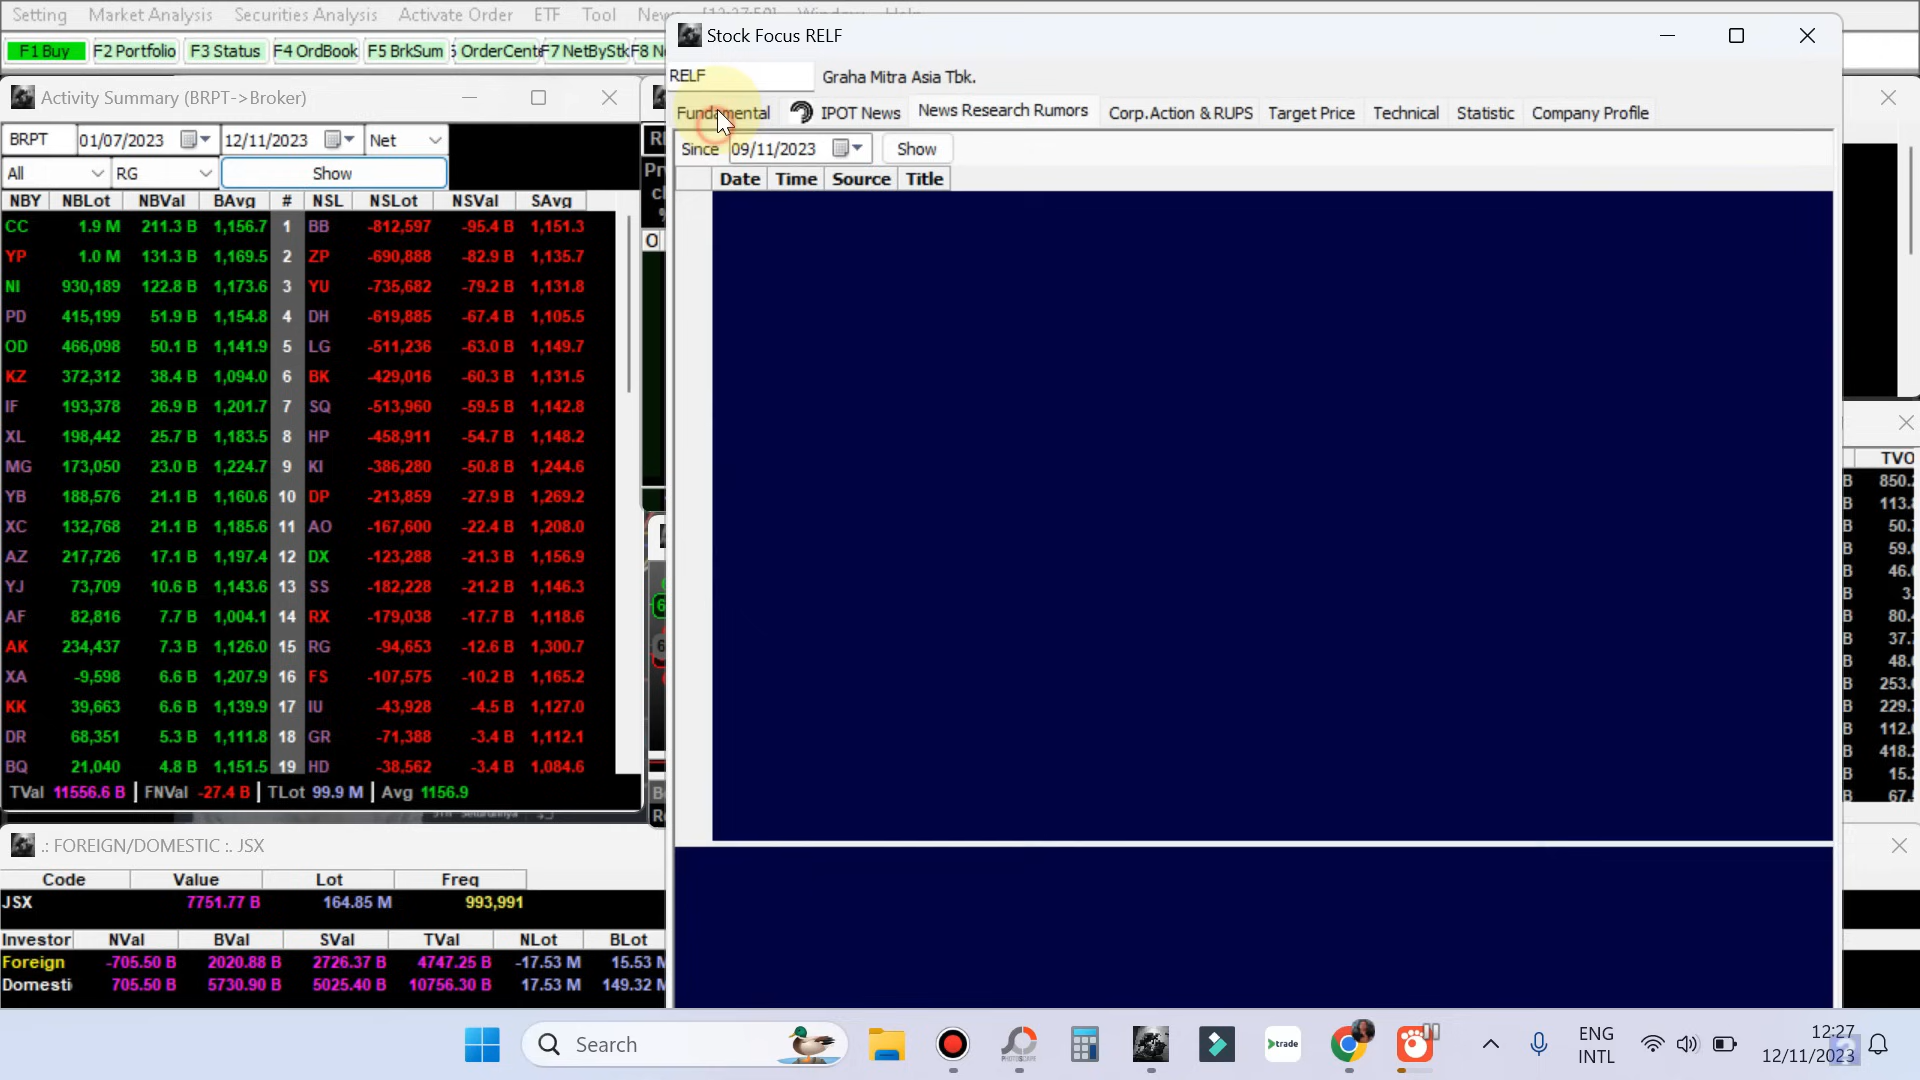 Setting Market Analysis Securities Analysis Activate Order ETF Tool
F1 Buy F2 Portfolio F3 Status F4 OrdBook F5 BrkSum OrderCent F7 NetByStk F8
Activity Summary (BRPT->Broker)
BRPT 01/07/2023 12/11/2023 Net
All RG Show
NBY NBLot NBVal BAvg # NSL NSLot NSVal SAvg
CC 1.9 M 211.3 B 1,156.7 1 BB -812,597 -95.4 B 1,151.3
YP 1.0 M 131.3 B 1,169.5 2 ZP -690,888 -82.9 B 1,135.7
NI 930,189 122.8 B 1,173.6 3 YU -735,682 -79.2 B 1,131.8
PD 415,199 51.9 B 1,154.8 4 DH -619,885 -67.4 B 1,105.5
OD 466,098 50.1 B 1,141.9 5 LG -511,236 -63.0 B 1,149.7
KZ 372,312 38.4 B 1,094.0 6 BK -429,016 -60.3 B 1,131.5
IF 193,378 26.9 B 1,201.7 7 SQ -513,960 -59.5 B 1,142.8
XL 198,442 25.7 B 1,183.5 8 HP -458,911 -54.7 B 1,148.2
MG 173,050 23.0 B 1,224.7 9 KI -386,280 -50.8 B 1,244.6
YB 188,576 21.1 B 1,160.6 10 DP -213,859 -27.9 B 1,269.2
XC 132,768 21.1 B 1,185.6 11 AO -167,600 -22.4 B 1,208.0
AZ 217,726 17.1 B 1,197.4 12 DX -123,288 -21.3 B 1,156.9
YJ 73,709 10.6 B 1,143.6 13 SS -182,228 -21.2 B 1,146.3
AF 82,816 7.7 B 1,004.1 14 RX -179,038 -17.7 B 1,118.6
AK 234,437 7.3 B 1,126.0 15 RG -94,653 -12.6 B 1,300.7
XA -9,598 6.6 B 1,207.9 16 FS -107,575 -10.2 B 1,165.2
KK 39,663 6.6 B 1,139.9 17 IU -43,928 -4.5 B 1,127.0
DR 68,351 5.3 B 1,111.8 18 GR -71,388 -3.4 B 1,112.1
BQ 21,040 4.8 B 1,151.5 19 HD -38,562 -3.4 B 1,084.6
TVal 11556.6 B | FNVal -27.4 B | TLot 99.9 M | Avg 1156.9
.: FOREIGN/DOMESTIC :. JSX
Code Value Lot Freq
JSX 7751.77 B 164.85 M 993,991
Investor NVal BVal SVal TVal NLot BLot
Foreign -705.50 B 2020.88 B 2726.37 B 4747.25 B -17.53 M 15.53 M
Domesti 705.50 B 5730.90 B 5025.40 B 10756.30 B 17.53 M 149.32 M
Stock Focus RELF
RELF Graha Mitra Asia Tbk.
Fundamental IPOT News News Research Rumors Corp.Action & RUPS Target Price Technical Statistic Company Profile
Since 09/11/2023 Show
Date Time Source Title
TVO
Search
trade
ENG
INTL
12:27
12/11/2023